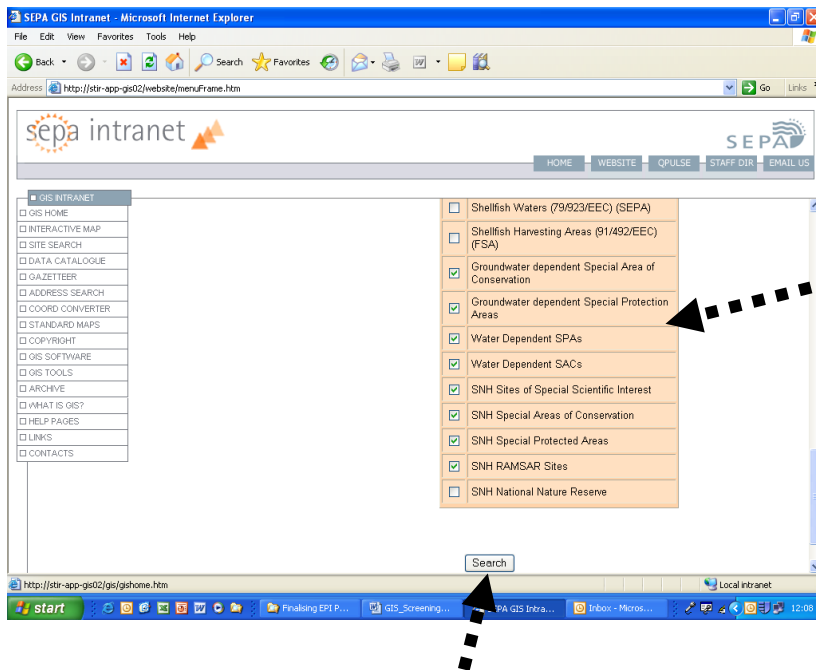 SEPA GIS Intranet - Microsoft Internet Explorer
File Edit View Favorites Tools Help
Back Search Favorites
Address http://stir-app-gis02/website/menuFrame.htm Go Links
sepa intranet
SEPA
HOME WEBSITE QPULSE STAFF DIR EMAIL US
GIS INTRANET
GIS HOME
INTERACTIVE MAP
SITE SEARCH
DATA CATALOGUE
GAZETTEER
ADDRESS SEARCH
COORD CONVERTER
STANDARD MAPS
COPYRIGHT
GIS SOFTWARE
GIS TOOLS
ARCHIVE
WHAT IS GIS?
HELP PAGES
LINKS
CONTACTS
Shellfish Waters (79/923/EEC) (SEPA)
Shellfish Harvesting Areas (91/492/EEC)
(FSA)
Groundwater dependent Special Area of
Conservation
Groundwater dependent Special Protection
Areas
Water Dependent SPAs
Water Dependent SACs
SNH Sites of Special Scientific Interest
SNH Special Areas of Conservation
SNH Special Protected Areas
SNH RAMSAR Sites
SNH National Nature Reserve
Search
http://stir-app-gis02/gis/gishome.htm Local intranet
start Finalising EPI P... GIS_Screening... EPA GIS Intra... Inbox - Micros... 12:08